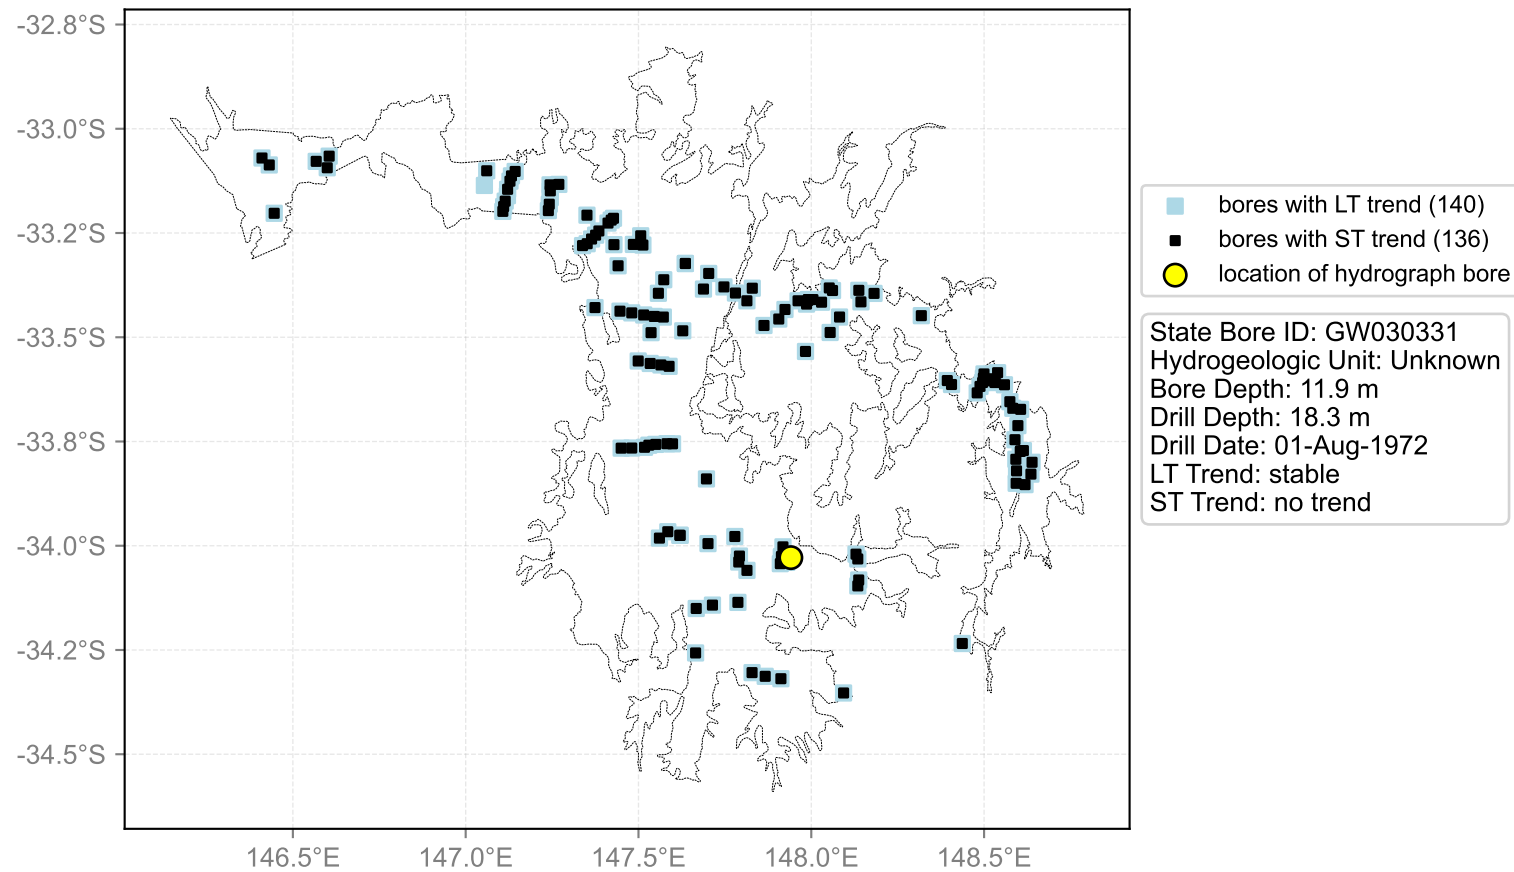 -32.8°S
-33.0°S
-33.2°S
-33.5°S
-33.8°S
-34.0°S
-34.2°S
-34.5°S
146.5°E
147.0°E
147.5°E
148.0°E
148.5°E
bores with LT trend (140)
bores with ST trend (136)
location of hydrograph bore
State Bore ID: GW030331
Hydrogeologic Unit: Unknown
Bore Depth: 11.9 m
Drill Depth: 18.3 m
Drill Date: 01-Aug-1972
LT Trend: stable
ST Trend: no trend